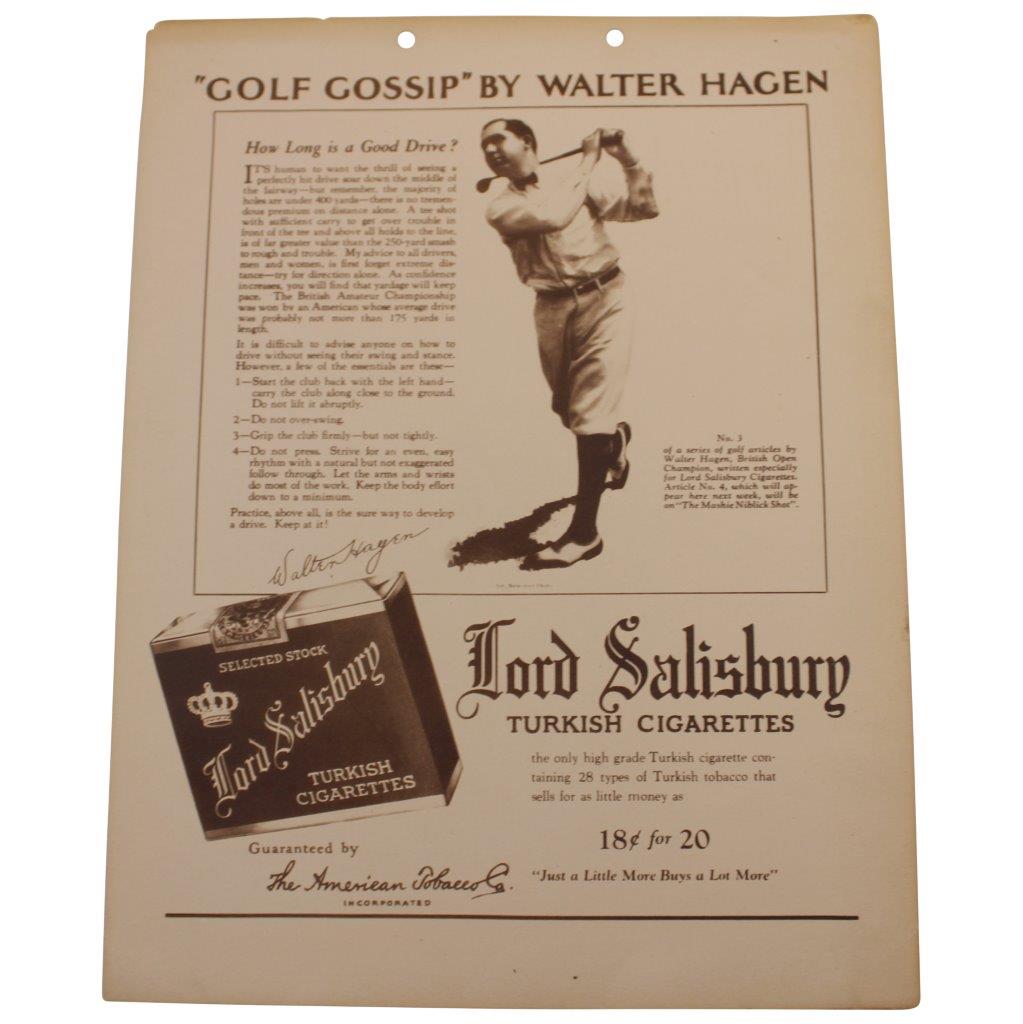 "GOLF GOSSIP" BY WALTER HAGEN
How Long is a Good Drive?
IT'S human to want the thrill of seeing a
perfectly hit drive soar down the middle of
the fairway—but remember, the majority of
holes are under 400 yards—there is no tremen-
dous premium on distance alone. A tee shot
with sufficient carry to get over trouble in
front of the tee and above all holds to the line,
is of far greater value than the 250-yard smash
to rough and trouble. My advice to all drivers,
men and women, is first forget extreme dis-
tance—try for direction alone. As confidence
increases, you will find that yardage will keep
pace. The British Amateur Championship
was won by an American whose average drive
was probably not more than 175 yards in
length.
It is difficult to advise anyone on how to
drive without seeing their swing and stance.
However, a few of the essentials are these—
1—Start the club back with the left hand—
carry the club along close to the ground.
Do not lift it abruptly.
2—Do not over-swing.
3—Grip the club firmly—but not tightly.
4—Do not press. Strive for an even, easy
rhythm with a natural but not exaggerated
follow through. Let the arms and wrists
do most of the work. Keep the body effort
down to a minimum.
Practice, above all, is the sure way to develop
a drive. Keep at it!
Walter Hagen
No. 3
of a series of golf articles by
Walter Hagen, British Open
Champion, written especially
for Lord Salisbury Cigarettes.
Article No. 4, which will ap-
pear here next week, will be
on "The Mashie Niblick Shot".
SELECTED STOCK
Lord Salisbury
TURKISH
CIGARETTES
Lord Salisbury
TURKISH CIGARETTES
the only high grade Turkish cigarette con-
taining 28 types of Turkish tobacco that
sells for as little money as
18¢ for 20
"Just a Little More Buys a Lot More"
Guaranteed by
The American Tobacco Co.
INCORPORATED